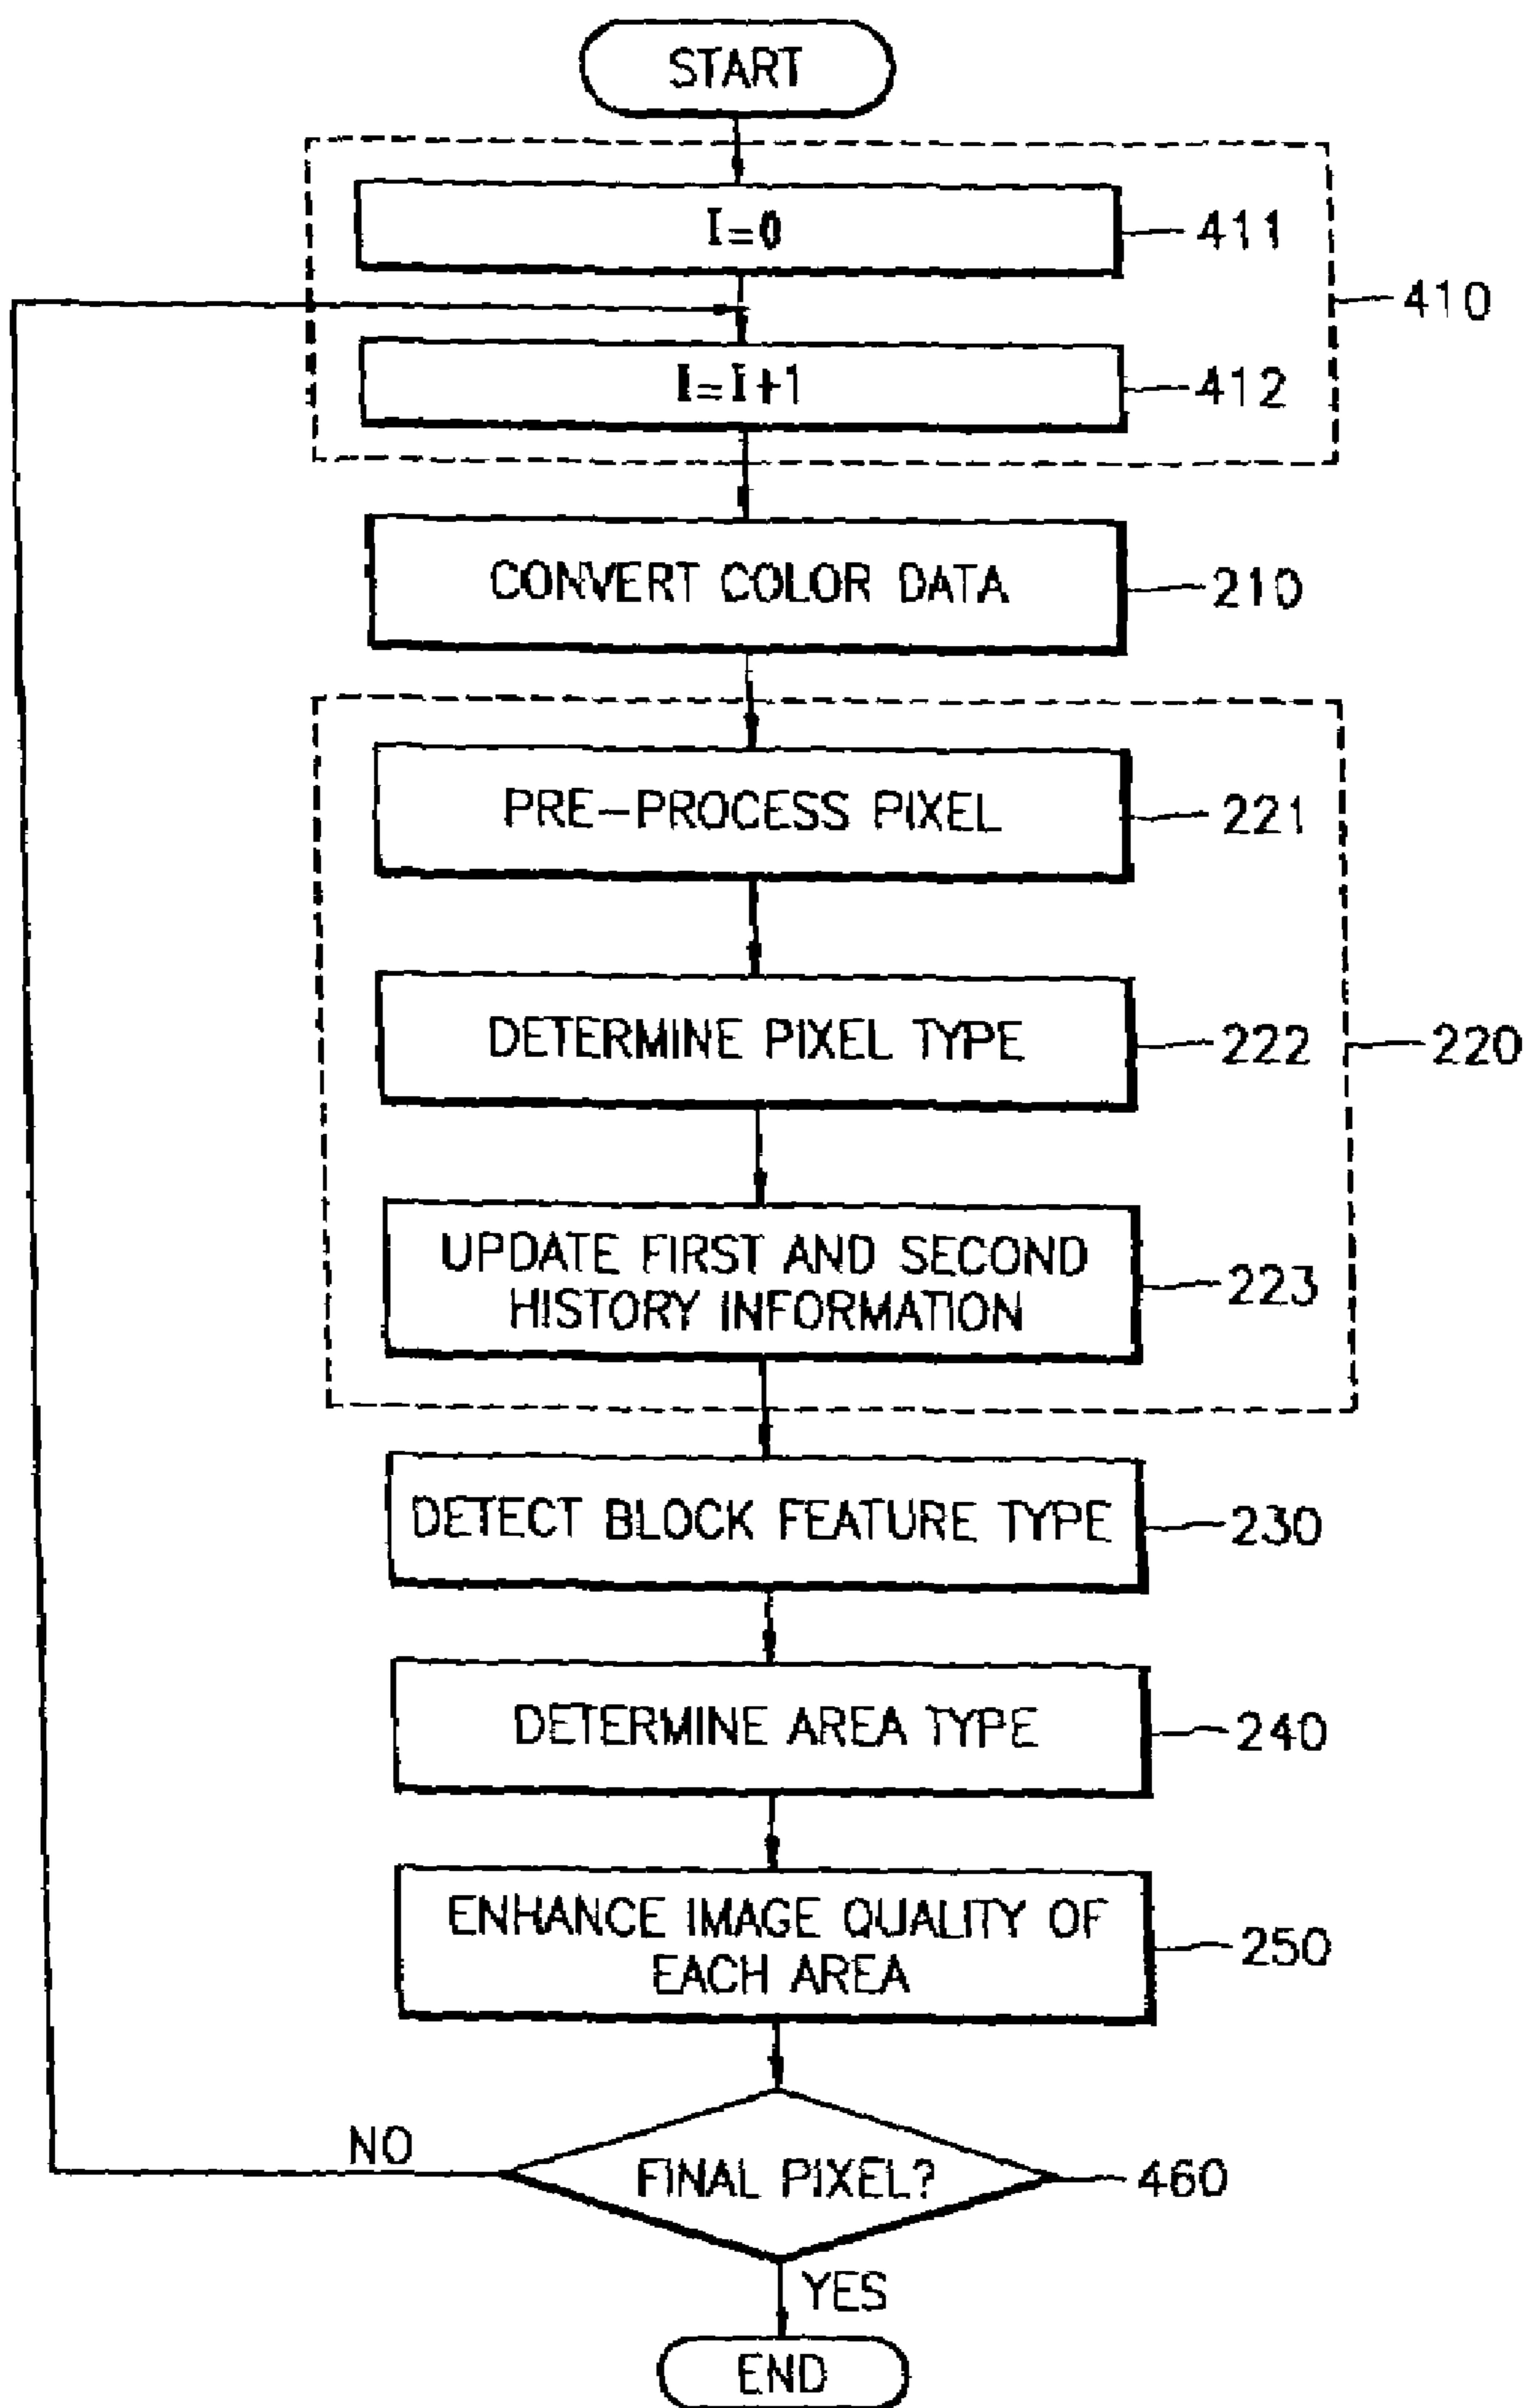 START
I=0
411
410
I=I+1
412
CONVERT COLOR DATA
210
PRE-PROCESS PIXEL
221
DETERMINE PIXEL TYPE
222
220
UPDATE FIRST AND SECOND
HISTORY INFORMATION
223
DETECT BLOCK FEATURE TYPE
230
DETERMINE AREA TYPE
240
ENHANCE IMAGE QUALITY OF
EACH AREA
250
NO
FINAL PIXEL?
460
YES
END